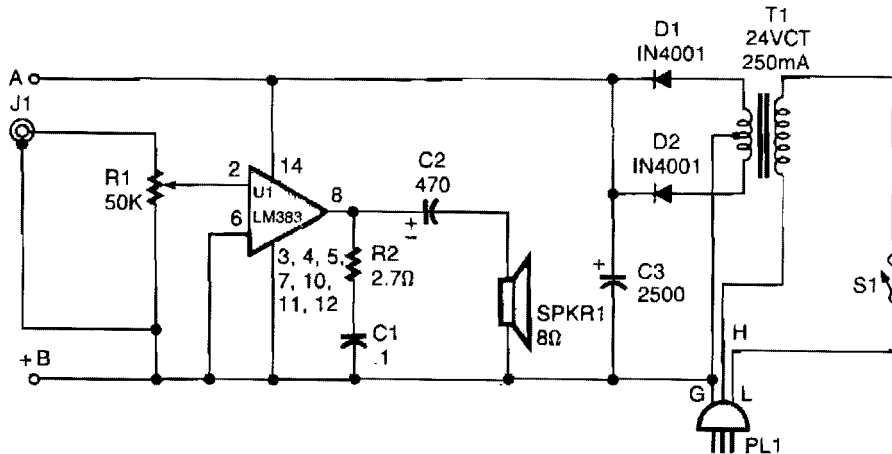 T1
24VCT
250mA
D1
IN4001
A
J1
D2
IN4001
R1
50K
2
14
U1
LM383
6
8
C2
470
+
–
3, 4, 5,
7, 10,
11, 12
R2
2.7Ω
C1
.1
SPKR1
8Ω
+
C3
2500
S1
H
+B
G
L
PL1